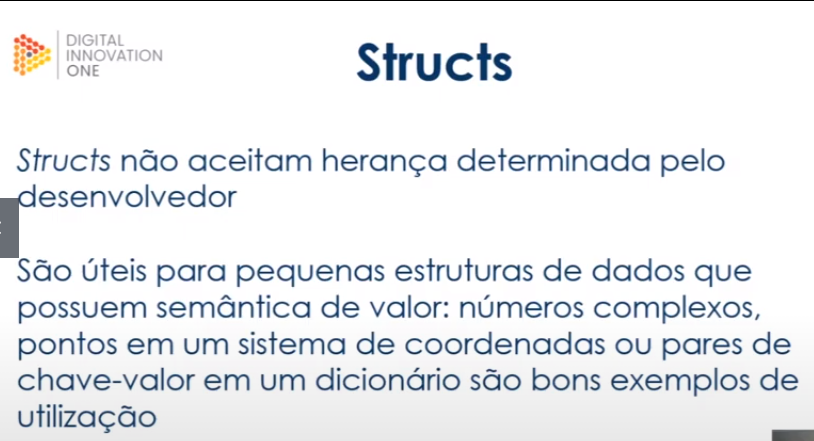 DIGITAL
INNOVATION
ONE
Structs
Structs não aceitam herança determinada pelo
desenvolvedor
São úteis para pequenas estruturas de dados que
possuem semântica de valor: números complexos,
pontos em um sistema de coordenadas ou pares de
chave-valor em um dicionário são bons exemplos de
utilização